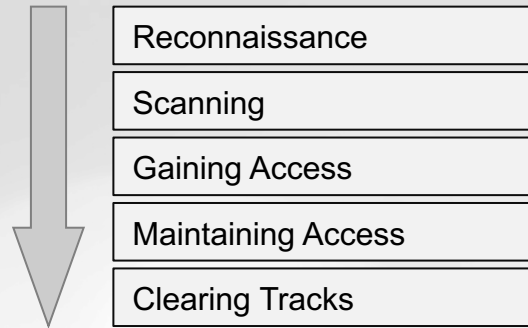 Reconnaissance
Scanning
Gaining Access
Maintaining Access
Clearing Tracks